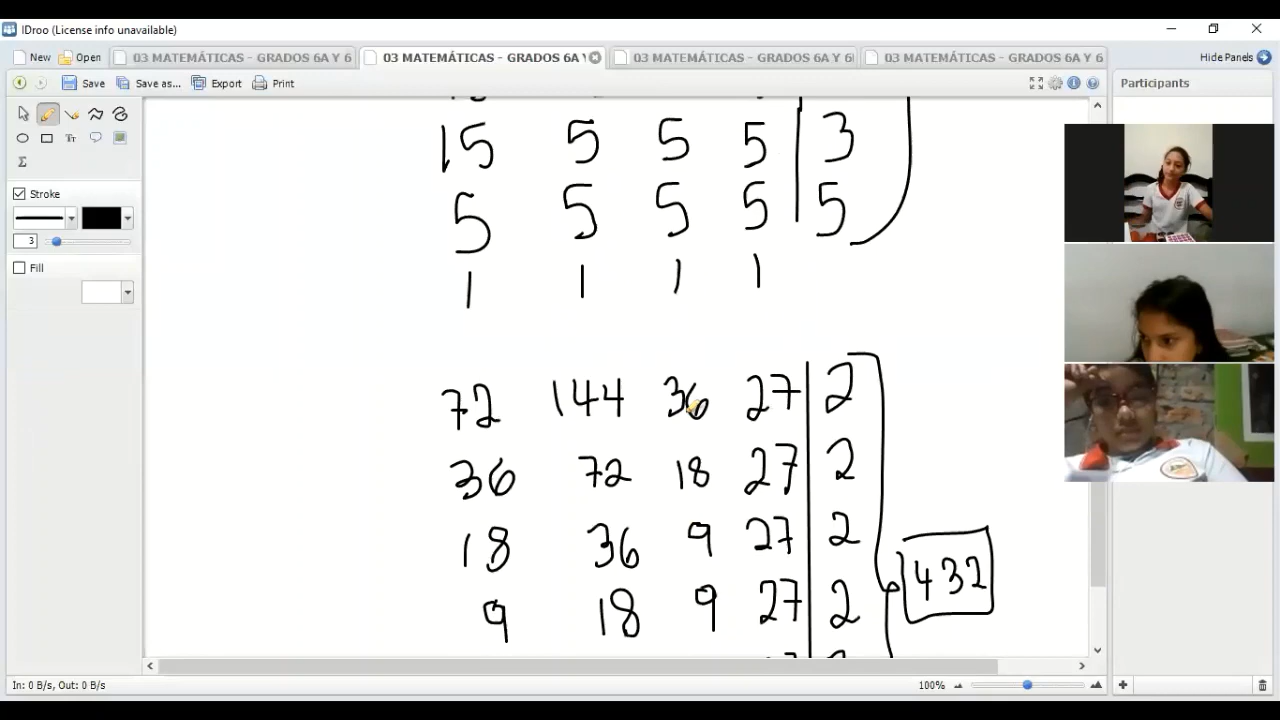 IDroo (License info unavailable)
New Open 03 MATEMÁTICAS - GRADOS 6A Y 6 03 MATEMÁTICAS - GRADOS 6A Y 03 MATEMÁTICAS - GRADOS 6A Y 6 03 MATEMÁTICAS - GRADOS 6A Y 6 Hide Panels
Save Save as... Export Print Participants
TT
Σ
Stroke
3
Fill
15 5 5 5 3
5 5 5 5 5
1 1 1 1
72 144 36 27 2
36 72 18 27 2
18 36 9 27 2
432
9 18 9 27 2
In: 0 B/s, Out: 0 B/s 100%